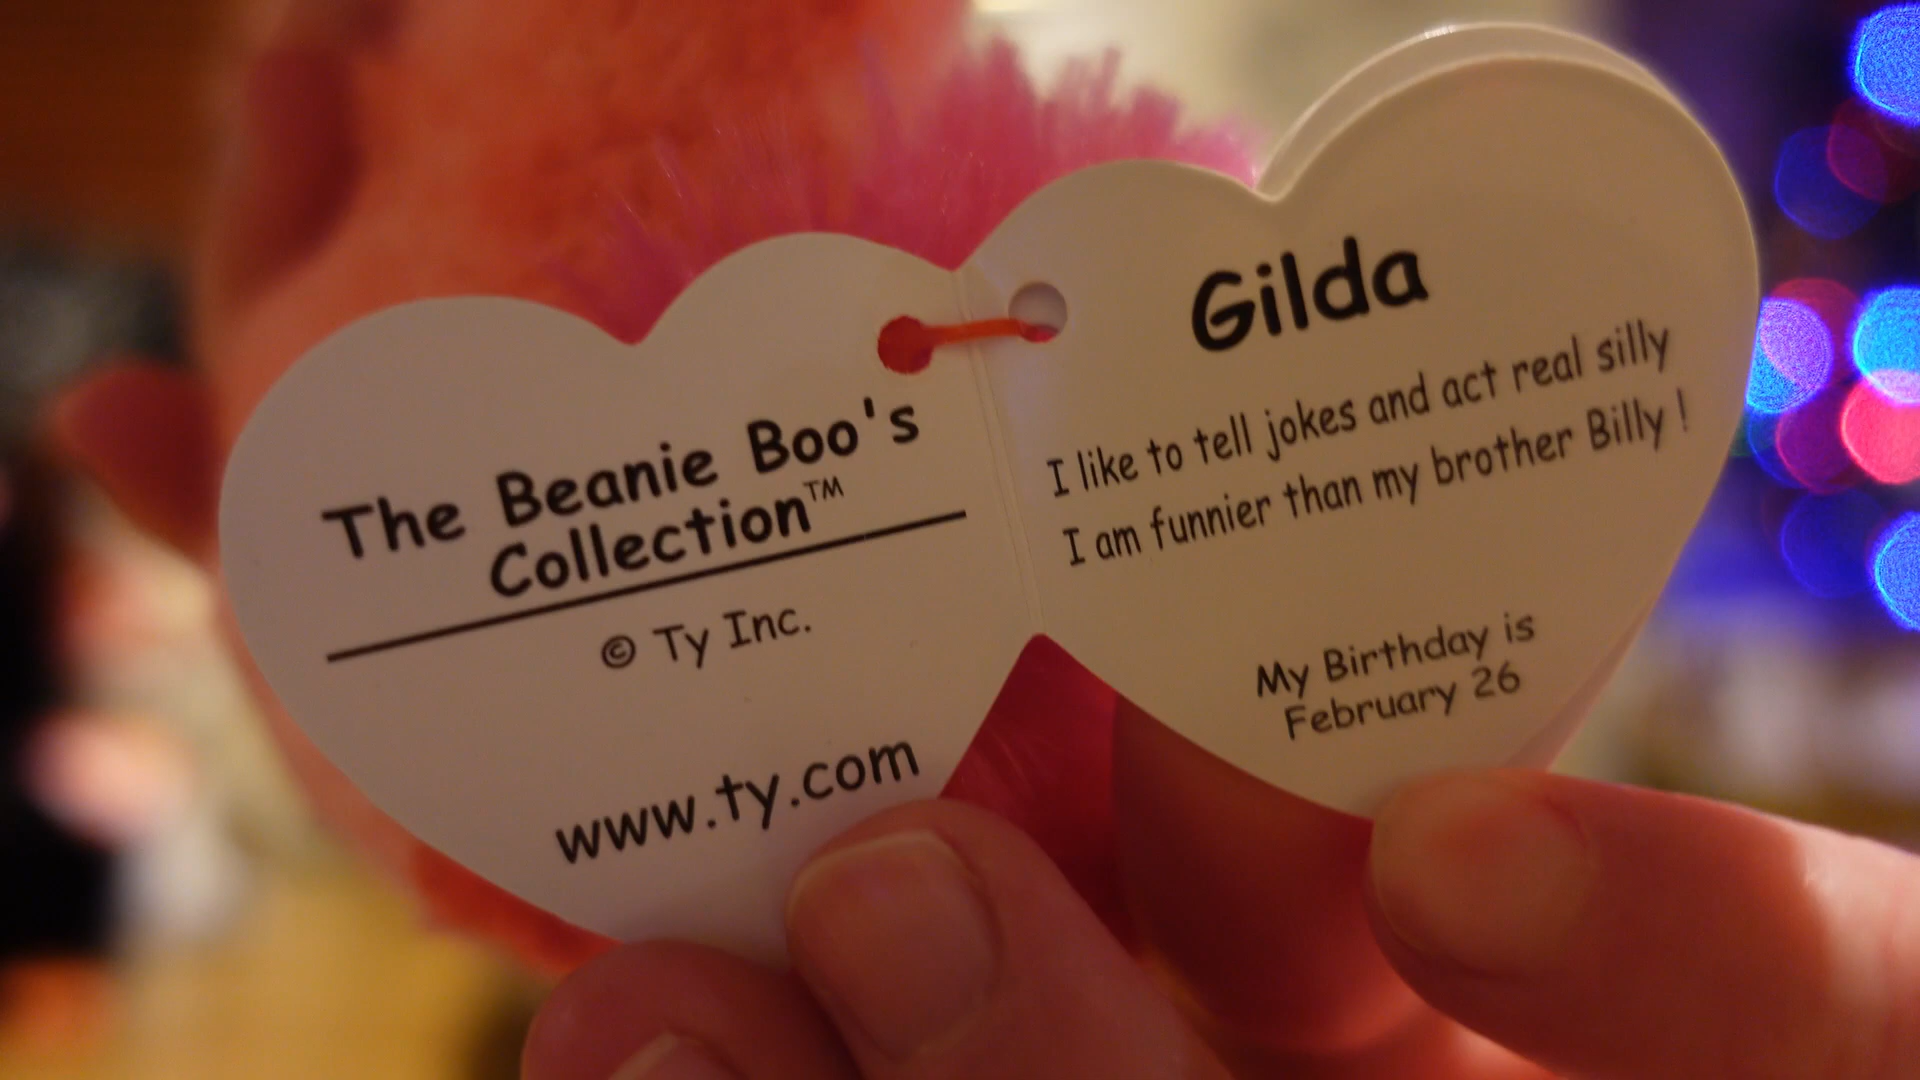 The Beanie Boo's
Collection™
© Ty Inc.
www.ty.com
Gilda
I like to tell jokes and act real silly
I am funnier than my brother Billy !
My Birthday is
February 26